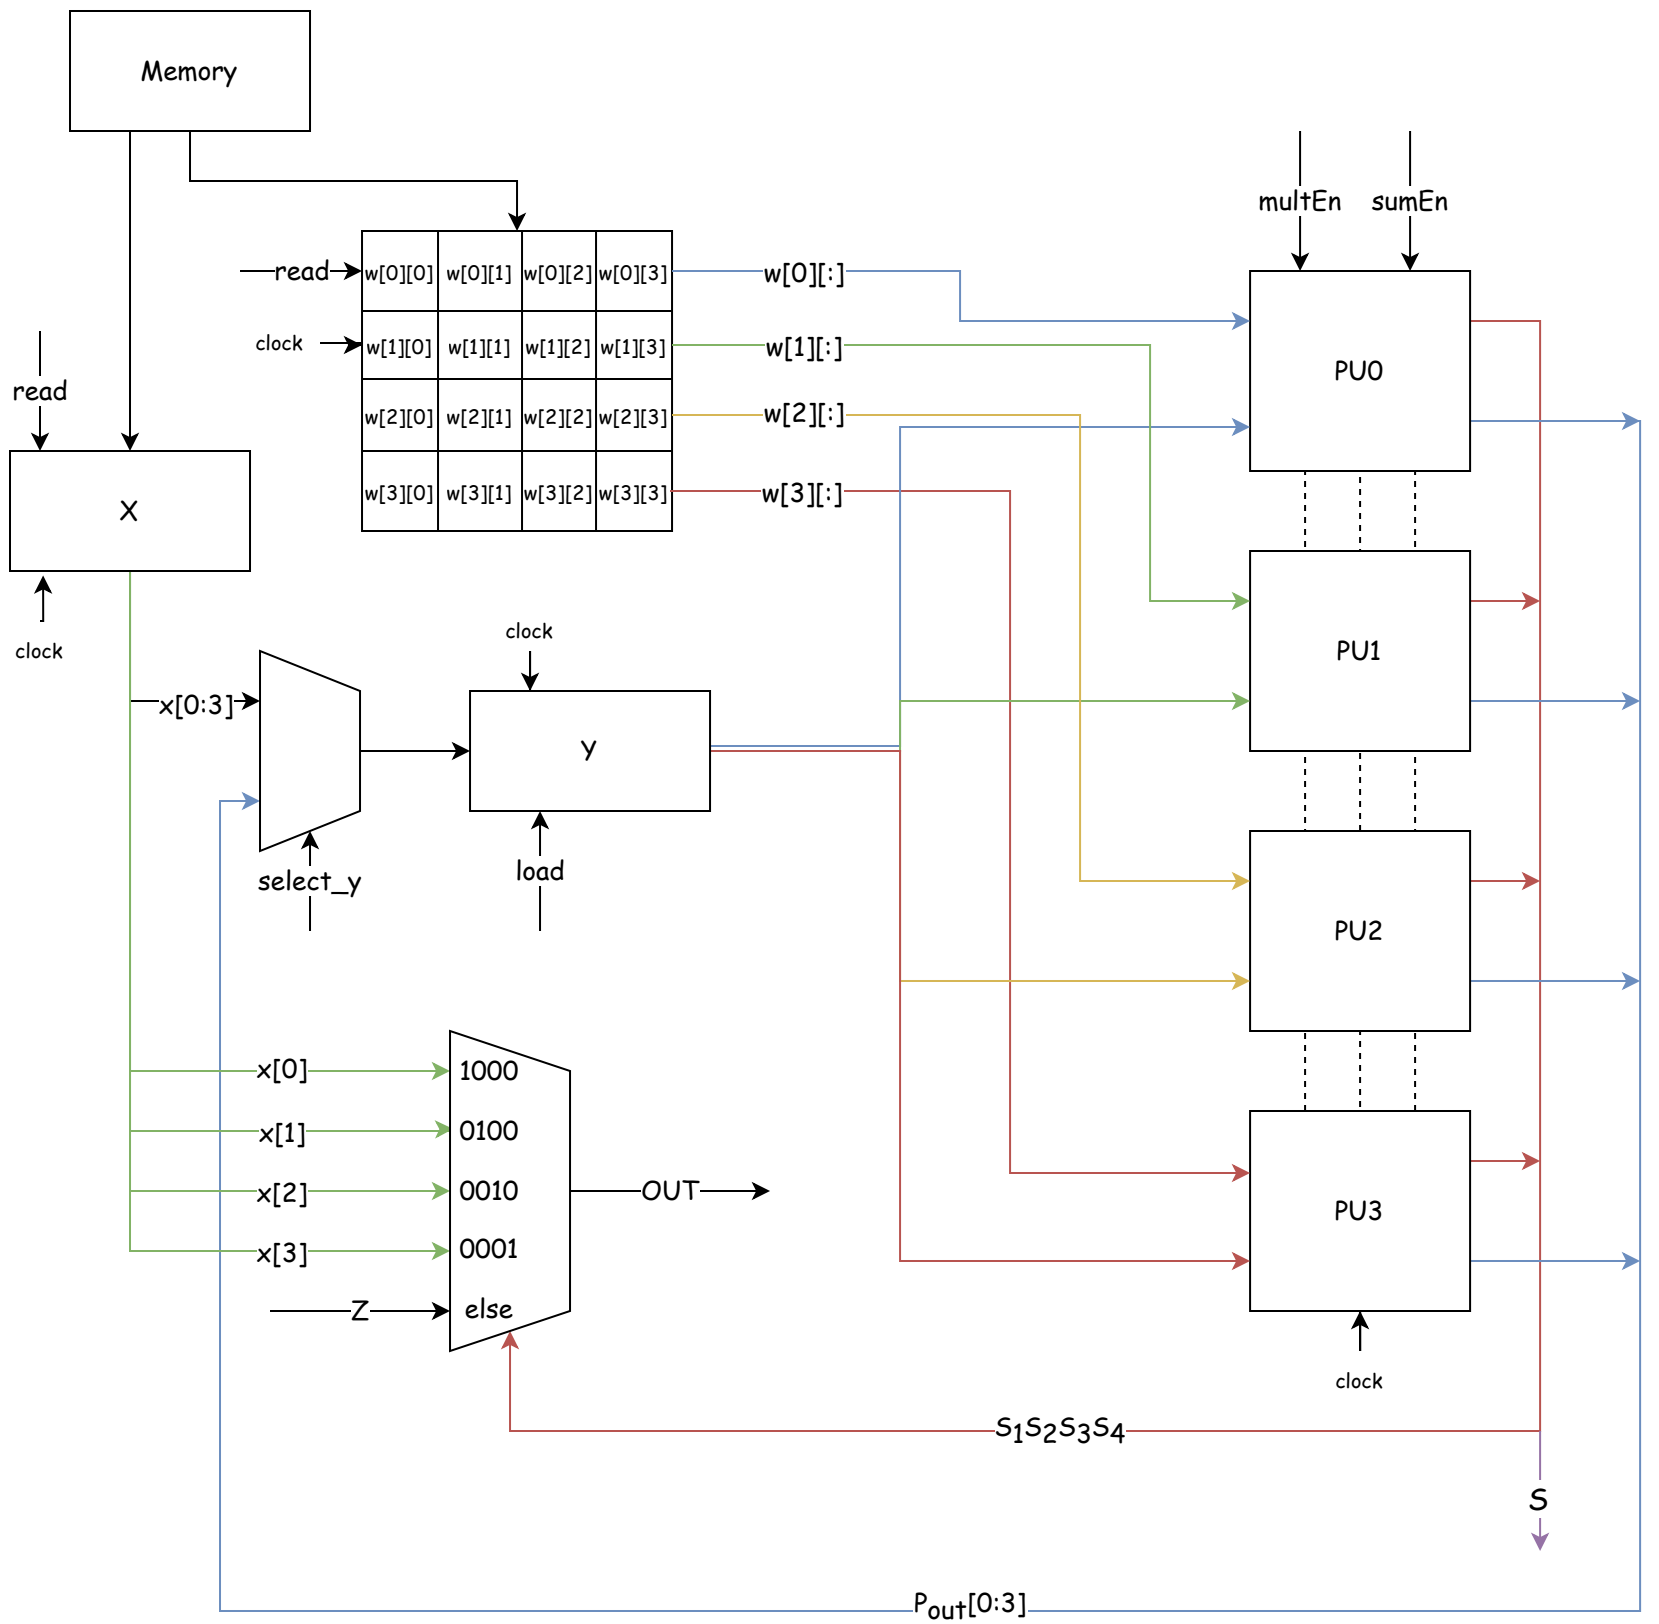 Memory
multEn
sumEn
read
w[0][0]
w[0][1]
w[0][2]
w[0][3]
w[0][:]
clock
w[1][0]
w[1][1]
w[1][2]
w[1][3]
w[1][:]
PU0
read
w[2][0]
w[2][1]
w[2][2]
w[2][3]
w[2][:]
w[3][0]
w[3][1]
w[3][2]
w[3][3]
w[3][:]
X
clock
clock
PU1
x[0:3]
y
select_y
load
PU2
x[0]
1000
x[1]
0100
x[2]
0010
OUT
PU3
x[3]
0001
Z
else
clock
S1S2S3S4
S
Pout[0:3]